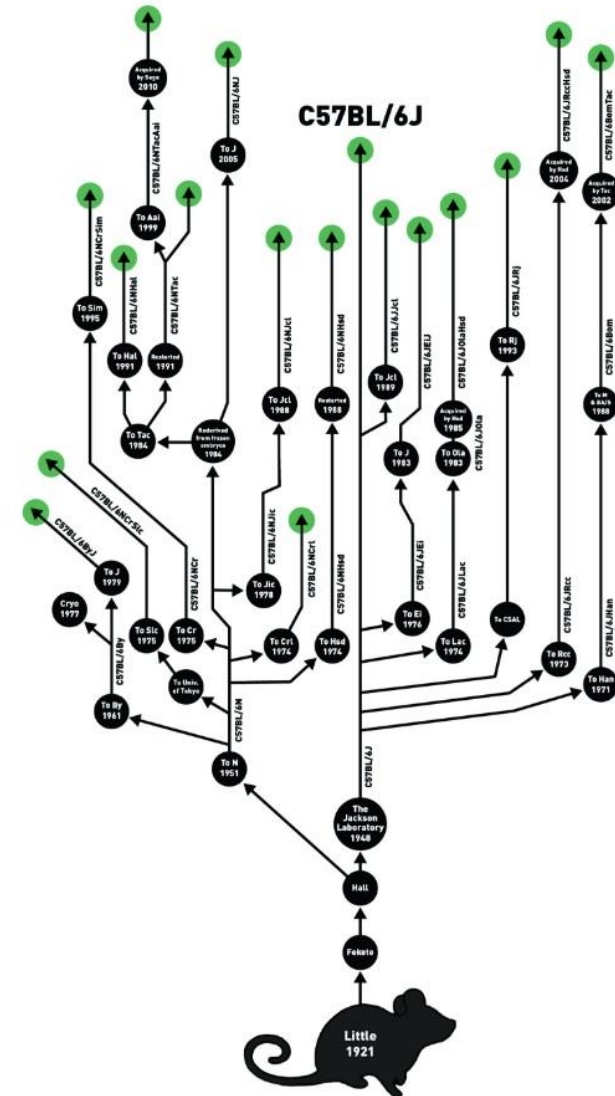 C57BL/6J
Acquired
by Sage
2010
C57BL/6NTacAai
To Aai
1999
C57BL/6NJ
To J
2005
C57BL/6NCrSim
To Sim
1995
C57BL/6NHal
To Hal
1991
C57BL/6NTac
Restarted
1991
To Tac
1984
Rederived
from frozen
embryos
1984
C57BL/6NJcl
To Jcl
1988
C57BL/6NJic
To Jic
1978
C57BL/6NHsd
Restarted
1988
C57BL/6NHsd
To Hsd
1974
C57BL/6NCrl
To Crl
1974
C57BL/6NCrSlc
To Slc
1975
C57BL/6NCr
To Cr
1975
To Univ.
of Tokyo
C57BL/6ByJ
To J
1979
Cryo
1977
C57BL/6By
To By
1961
C57BL/6N
To N
1951
C57BL/6JJcl
To Jcl
1989
C57BL/6JEiJ
To J
1983
C57BL/6JEi
To Ei
1976
C57BL/6JOlaHsd
Acquired
by Hsd
1985
C57BL/6JOla
To Ola
1983
C57BL/6JLac
To Lac
1974
C57BL/6JRj
To Rj
1993
To CSAL
C57BL/6JRccHsd
Acquired
by Hsd
2004
C57BL/6JRcc
To Rcc
1973
C57BL/6BomTac
Acquired
by Tac
2002
C57BL/6Bom
1988
C57BL/6JHan
To Han
1971
C57BL/6J
The
Jackson
Laboratory
1948
Hall
Fekete
Little
1921